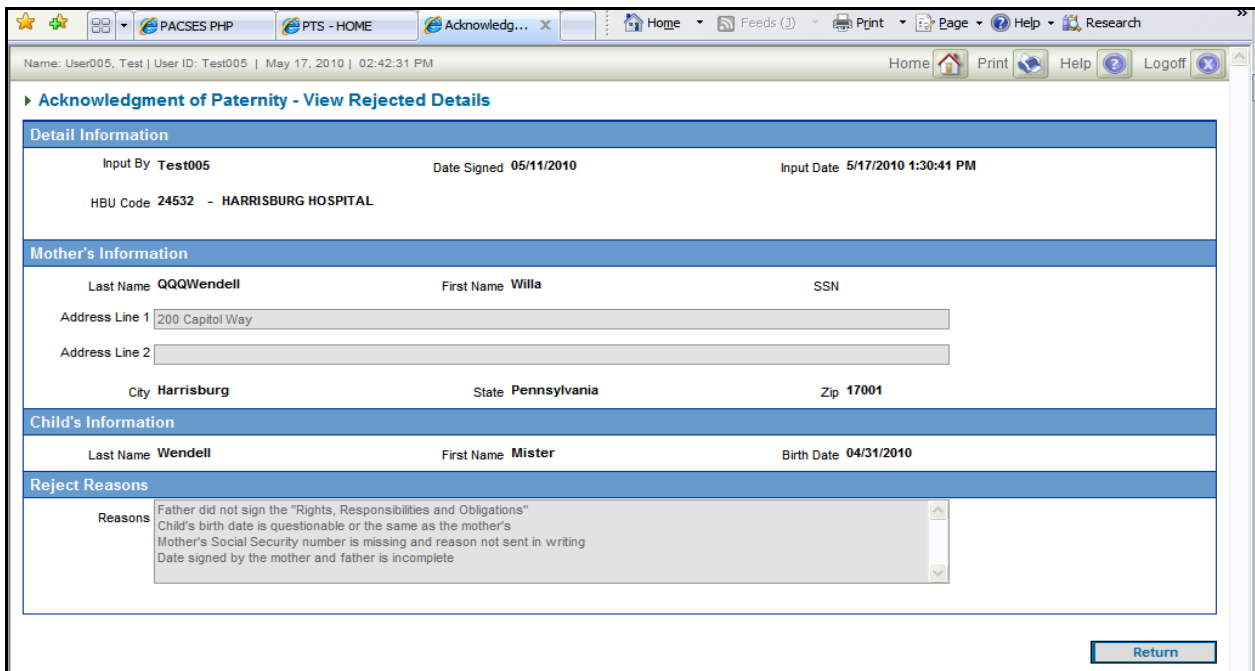 PACSES PHP PTS - HOME Acknowledg... X Home Feeds (J) Print Page Help Research »
Name: User005, Test | User ID: Test005 | May 17, 2010 | 02:42:31 PM Home Print Help Logoff
Acknowledgment of Paternity - View Rejected Details
Detail Information
Input By Test005 Date Signed 05/11/2010 Input Date 5/17/2010 1:30:41 PM
HBU Code 24532 - HARRISBURG HOSPITAL
Mother's Information
Last Name QQQWendell First Name Willa SSN
Address Line 1 200 Capitol Way
Address Line 2
City Harrisburg State Pennsylvania Zip 17001
Child's Information
Last Name Wendell First Name Mister Birth Date 04/31/2010
Reject Reasons
Reasons Father did not sign the "Rights, Responsibilities and Obligations"
Child's birth date is questionable or the same as the mother's
Mother's Social Security number is missing and reason not sent in writing
Date signed by the mother and father is incomplete
Return